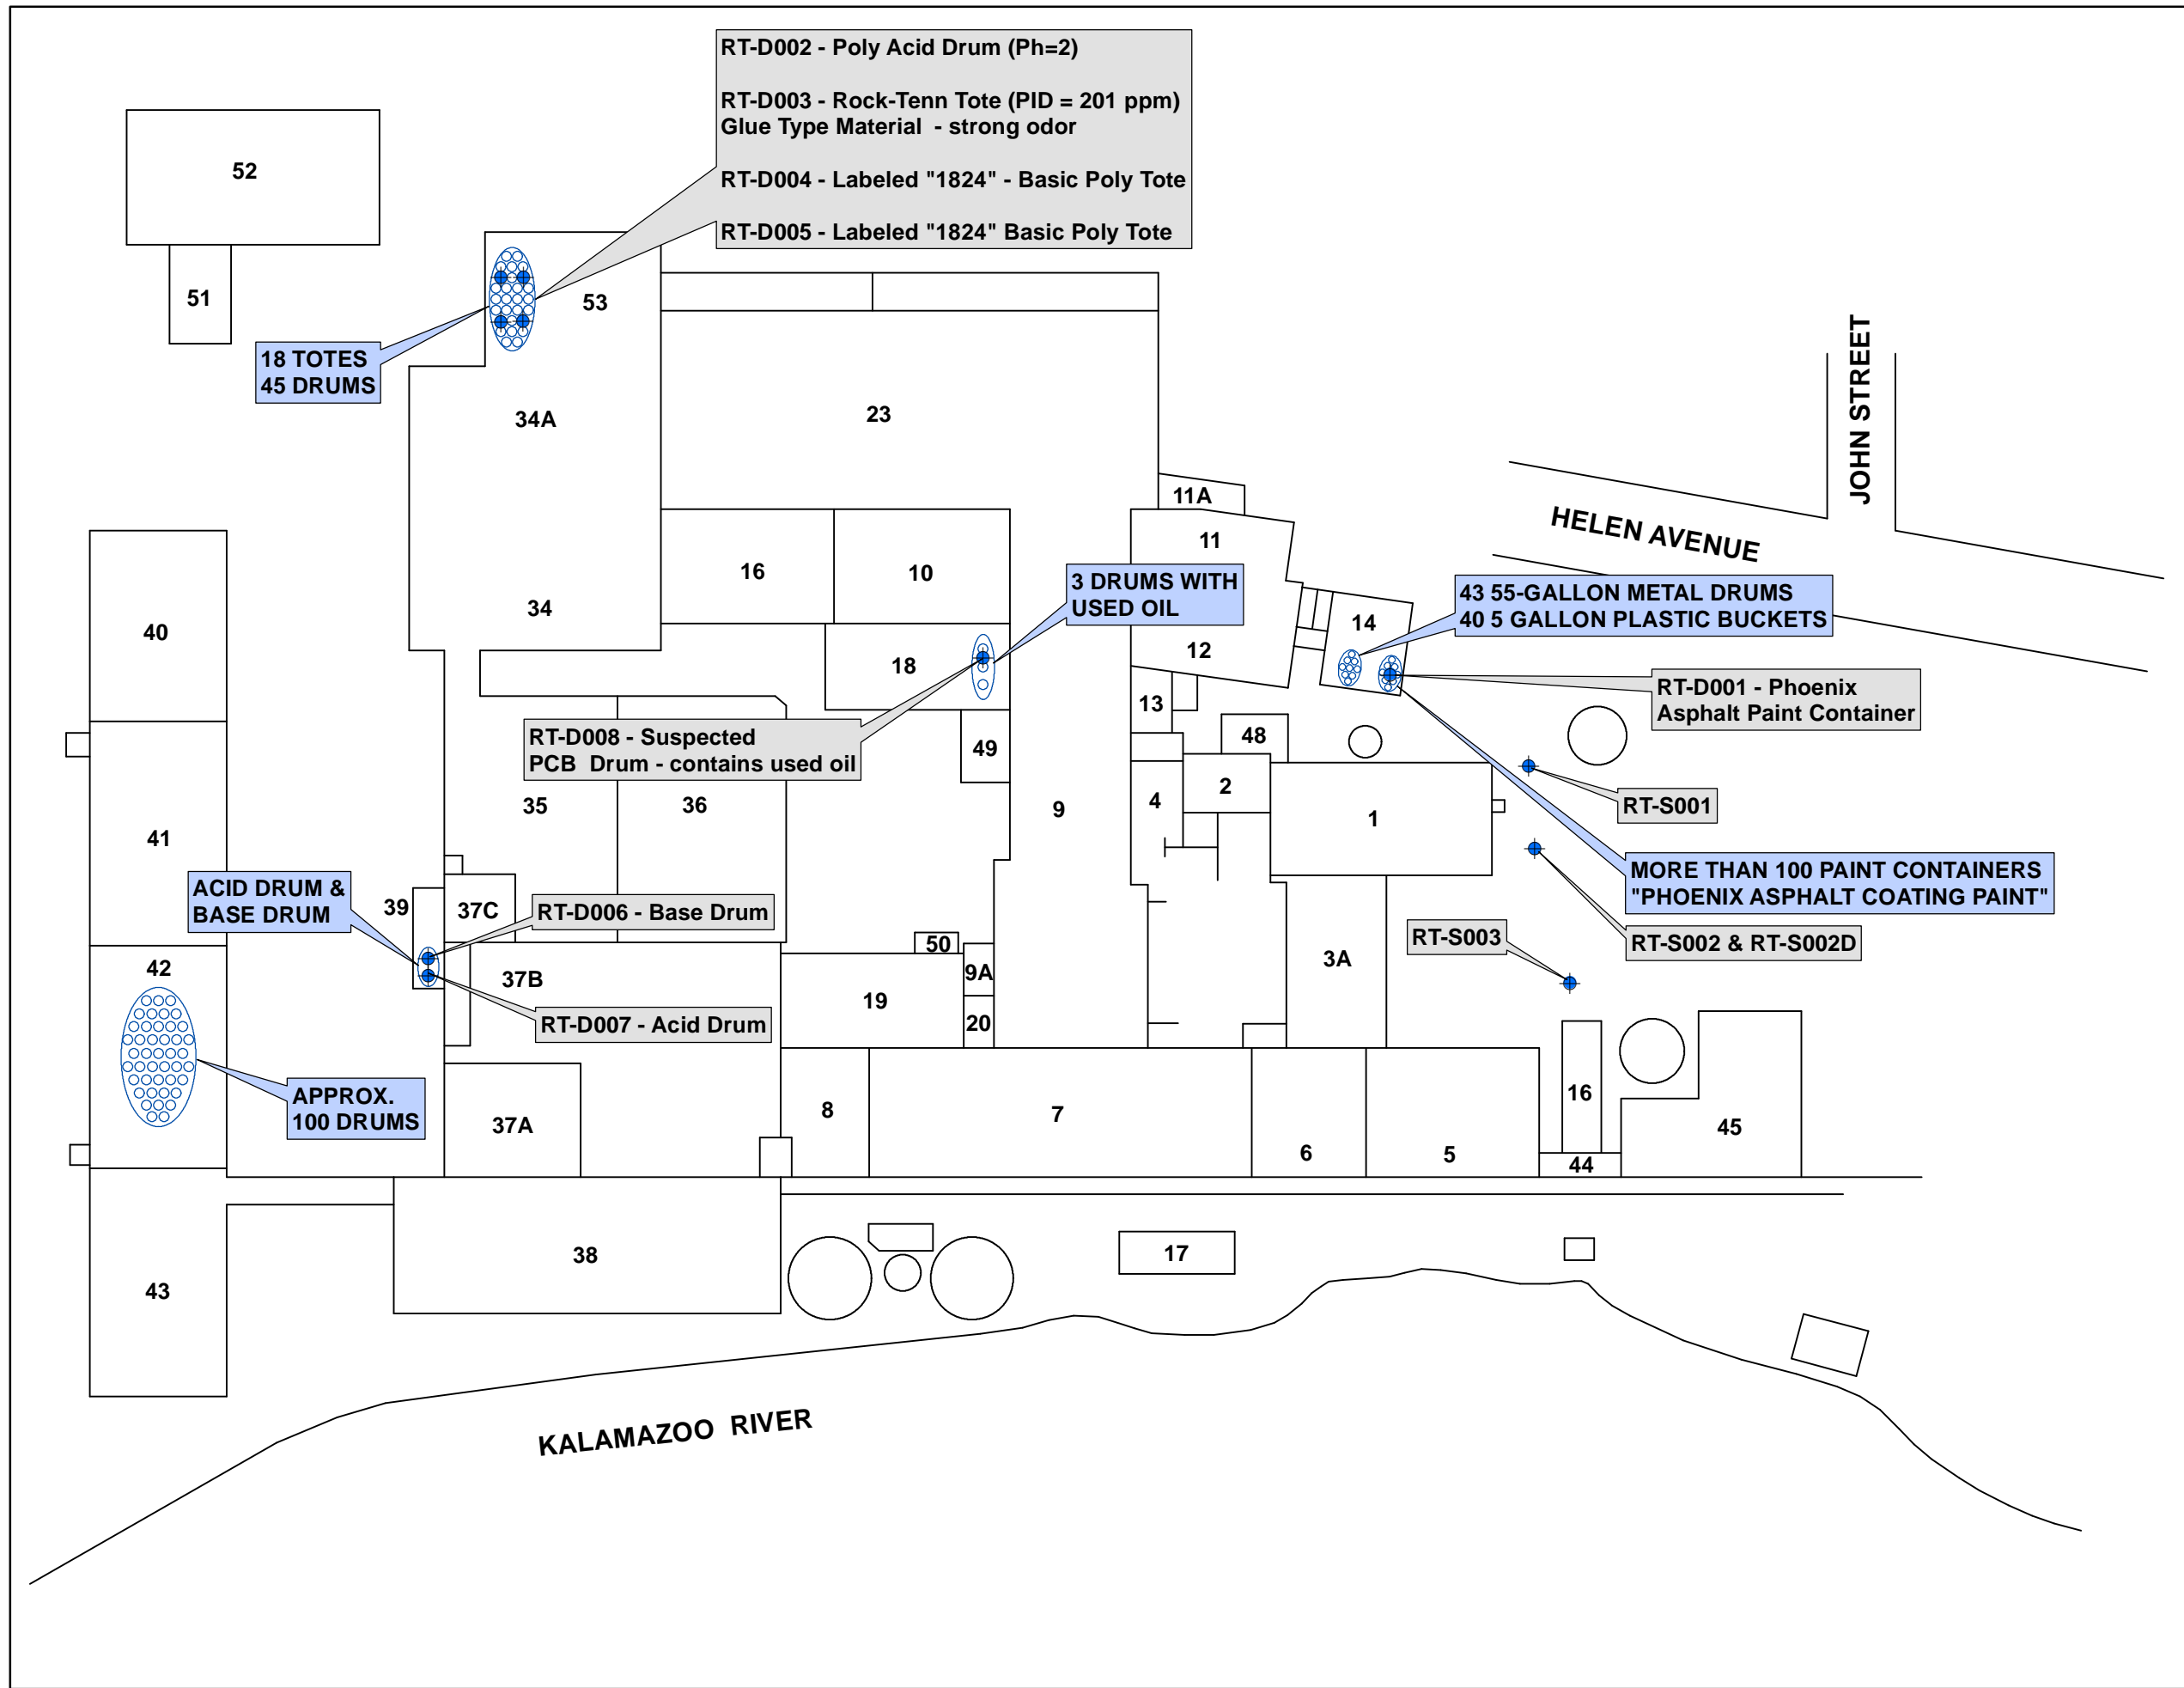 RT-D002 - Poly Acid Drum (Ph=2)
RT-D003 - Rock-Tenn Tote (PID = 201 ppm)
Glue Type Material - strong odor
RT-D004 - Labeled "1824" - Basic Poly Tote
RT-D005 - Labeled "1824" Basic Poly Tote
52
51
53
18 TOTES
45 DRUMS
34A
23
JOHN STREET
HELEN AVENUE
11A
11
16
10
3 DRUMS WITH
USED OIL
43 55-GALLON METAL DRUMS
40 5 GALLON PLASTIC BUCKETS
34
40
14
12
18
RT-D001 - Phoenix
Asphalt Paint Container
13
RT-D008 - Suspected
PCB Drum - contains used oil
49
48
2
4
35
36
9
1
RT-S001
41
ACID DRUM &
BASE DRUM
39
37C
RT-D006 - Base Drum
MORE THAN 100 PAINT CONTAINERS
"PHOENIX ASPHALT COATING PAINT"
RT-S003
RT-S002 & RT-S002D
50
3A
42
37B
9A
19
20
RT-D007 - Acid Drum
APPROX.
100 DRUMS
37A
8
7
6
5
16
45
44
38
17
43
KALAMAZOO RIVER